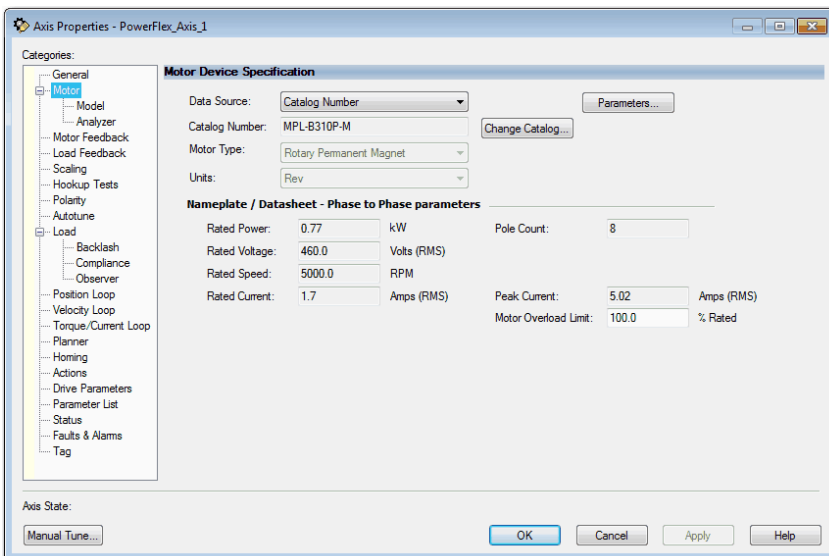 Axis Properties - PowerFlex_Axis_1
Categories:
General
Motor
Model
Analyzer
Motor Feedback
Load Feedback
Scaling
Hookup Tests
Polarity
Autotune
Load
Backlash
Compliance
Observer
Position Loop
Velocity Loop
Torque/Current Loop
Planner
Homing
Actions
Drive Parameters
Parameter List
Status
Faults & Alarms
Tag
Motor Device Specification
Data Source: Catalog Number Parameters...
Catalog Number: MPL-B310P-M Change Catalog...
Motor Type: Rotary Permanent Magnet
Units: Rev
Nameplate / Datasheet - Phase to Phase parameters
Rated Power: 0.77 kW Pole Count: 8
Rated Voltage: 460.0 Volts (RMS)
Rated Speed: 5000.0 RPM
Rated Current: 1.7 Amps (RMS) Peak Current: 5.02 Amps (RMS)
Motor Overload Limit: 100.0 % Rated
Axis State:
Manual Tune... OK Cancel Apply Help